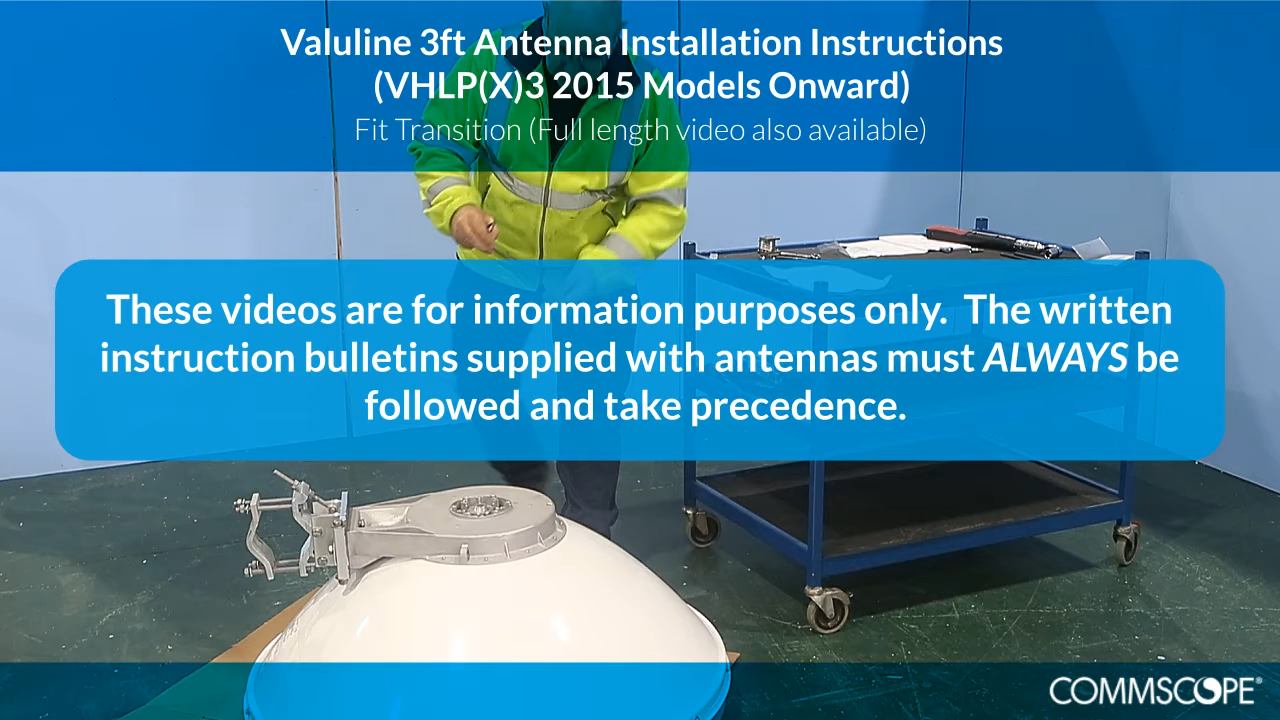 Valuline 3ft Antenna Installation Instructions
(VHLP(X)3 2015 Models Onward)
Fit Transition (Full length video also available)
These videos are for information purposes only. The written
instruction bulletins supplied with antennas must ALWAYS be
followed and take precedence.
COMMSCOPE®